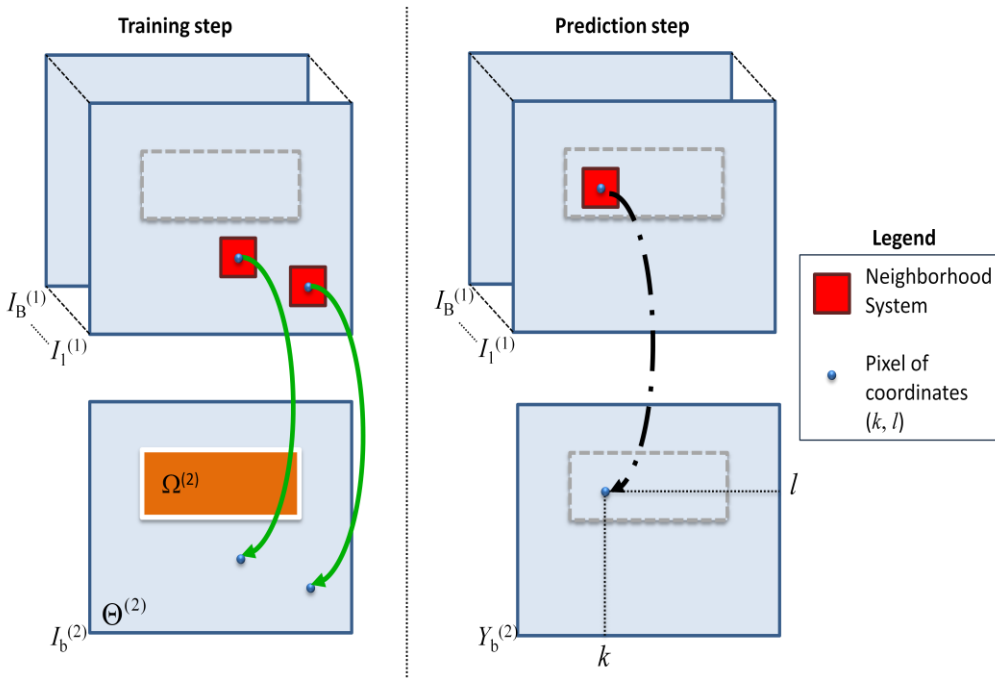 Training step
I_B^(1)
I_1^(1)
Ω^(2)
Θ^(2)
I_b^(2)
Prediction step
I_B^(1)
I_1^(1)
l
Y_b^(2)
k
Legend
Neighborhood
System
Pixel of
coordinates
(k, l)